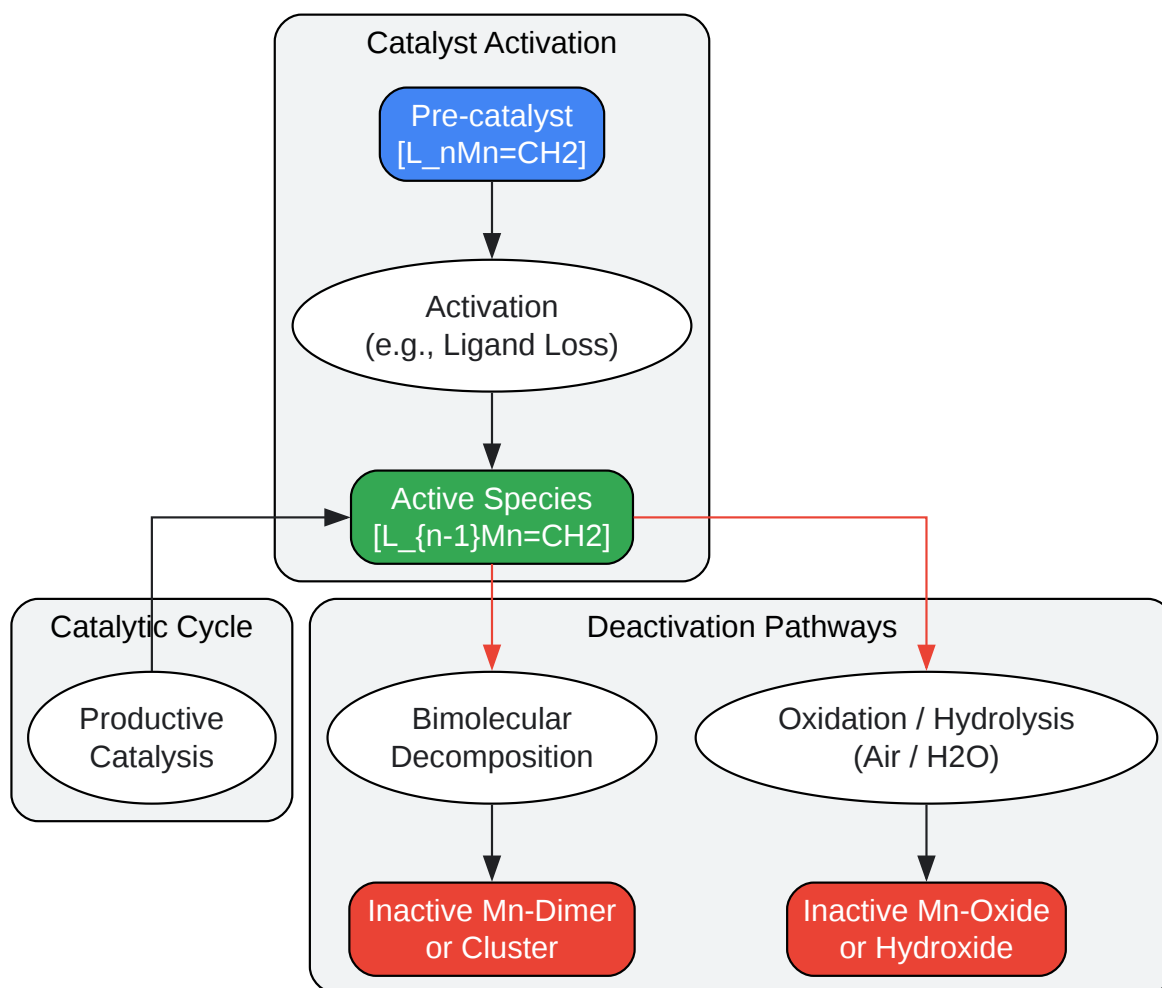 Catalyst Activation
Pre-catalyst
[L_nMn=CH2]
Activation
(e.g., Ligand Loss)
Active Species
[L_{n-1}Mn=CH2]
Catalytic Cycle
Productive
Catalysis
Deactivation Pathways
Bimolecular
Decomposition
Oxidation / Hydrolysis
(Air / H2O)
Inactive Mn-Dimer
or Cluster
Inactive Mn-Oxide
or Hydroxide